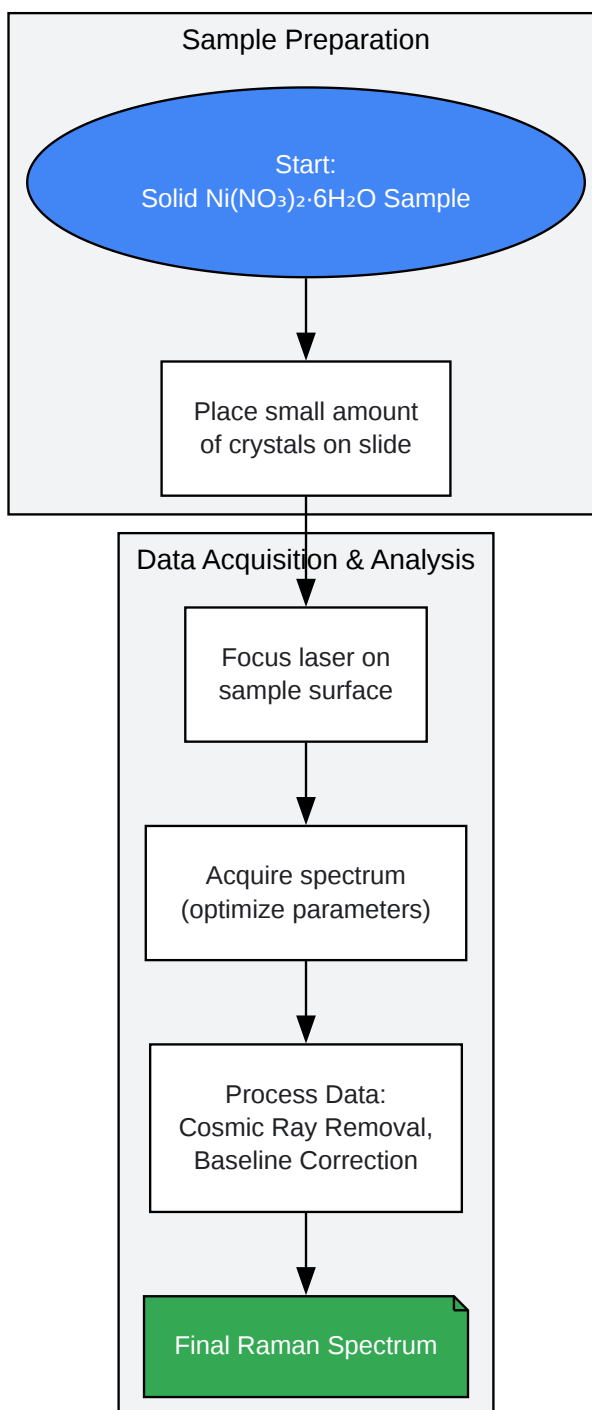 Sample Preparation
Start:
Solid Ni(NO₃)₂·6H₂O Sample
Place small amount
of crystals on slide
Data Acquisition & Analysis
Focus laser on
sample surface
Acquire spectrum
(optimize parameters)
Process Data:
Cosmic Ray Removal,
Baseline Correction
Final Raman Spectrum